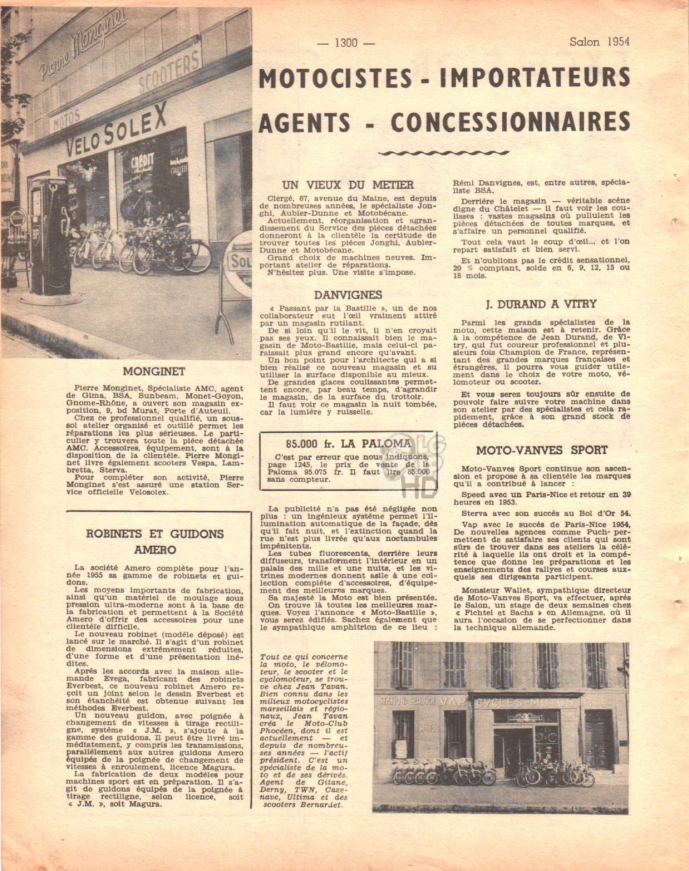 — 1300 —
Salon 1954
MOTOCISTES - IMPORTATEURS
AGENTS - CONCESSIONNAIRES
Pierre Monginet
SCOOTERS
MOTOS
VELOSOLEX
CRÉDIT
Sol
MONGINET
Pierre Monginet, Spécialiste AMC, agent
de Gima, BSA, Sunbeam, Monet-Goyon,
Gnome-Rhône, a ouvert son magasin ex-
position, 9, bd Murat, Porte d'Auteuil.
Chez ce professionnel qualifié, un sous-
sol atelier organisé et outillé permet les
réparations les plus sérieuses. Le parti-
culier y trouvera toute la pièce détachée
AMC. Accessoires, équipement, sont à la
disposition de la clientèle. Pierre Mongi-
net livre également scooters Vespa, Lam-
bretta, Sterva.
Pour compléter son activité, Pierre
Monginet s'est assuré une station Ser-
vice officielle Velosolex.
ROBINETS ET GUIDONS
AMERO
La société Amero complète pour l'an-
née 1955 sa gamme de robinets et gui-
dons.
Les moyens importants de fabrication,
ainsi qu'un matériel de moulage sous
pression ultra-moderne sont à la base de
la fabrication et permettent à la Société
Amero d'offrir des accessoires pour une
clientèle difficile.
Le nouveau robinet (modèle déposé) est
lancé sur le marché. Il s'agit d'un robinet
de dimensions extrêmement réduites,
d'une forme et d'une présentation iné-
dites.
Après les accords avec la maison alle-
mande Evega, fabricant des robinets
Everbest, ce nouveau robinet Amero re-
çoit un joint selon le dessin Everbest et
son étanchéité est obtenue suivant les
méthodes Everbest.
Un nouveau guidon, avec poignée à
changement de vitesses à tirage rectili-
gne, système « J.M. », s'ajoute à la
gamme des guidons. Il peut être livré im-
médiatement, y compris les transmissions,
parallèlement aux autres guidons Amero
équipés de la poignée de changement de
vitesses à enroulement, licence Magura.
La fabrication de deux modèles pour
machines sport est en préparation. Il s'a-
git de guidons équipés de la poignée à
tirage rectiligne, selon licence, soit
« J.M. », soit Magura.
UN VIEUX DU METIER
Clergé, 67, avenue du Maine, est depuis
de nombreuses années, le spécialiste Jon-
ghi, Aubier-Dunne et Motobécane.
Actuellement, réorganisation et agran-
dissement du Service des pièces détachées
donneront à la clientèle la certitude de
trouver toutes les pièces Jonghi, Aubier-
Dunne et Motobécane.
Grand choix de machines neuves. Im-
portant atelier de réparations.
N'hésitez plus. Une visite s'impose.
DANVIGNES
« Passant par la Bastille », un de nos
collaborateur eut l'œil vraiment attiré
par un magasin rutilant.
De si loin qu'il le vit, il n'en croyait
pas ses yeux. Il connaissait bien le ma-
gasin de Moto-Bastille, mais celui-ci pa-
raissait plus grand encore qu'avant.
Un bon point pour l'architecte qui a si
bien réalisé ce nouveau magasin et su
utiliser la surface disponible au mieux.
De grandes glaces coulissantes permet-
tent encore, par beau temps, d'agrandir
le magasin, de la surface du trottoir.
Il faut voir ce magasin la nuit tombée,
car la lumière y ruisselle.
85.000 fr. LA PALOMA
C'est par erreur que nous indiquons,
page 1245, le prix de vente de la
Paloma 95.075 fr. Il faut lire 85.000
sans compteur.
La publicité n'a pas été négligée non
plus : un ingénieux système permet l'il-
lumination automatique de la façade, dès
qu'il fait nuit, et l'extinction quand la
rue n'est plus livrée qu'aux noctambules
impénitents.
Les tubes fluorescents, derrière leurs
diffuseurs, transforment l'intérieur en un
palais des mille et une nuits, et les vi-
trines modernes donnent asile à une col-
lection complète d'accessoires, d'équipe-
ment des meilleures marques.
Sa majesté la Moto est bien présentée.
On trouve là toutes les meilleures mar-
ques. Voyez l'annonce « Moto-Bastille »,
vous serez édifiés. Sachez également que
le sympathique amphitrion de ce lieu :
Tout ce qui concerne
la moto, le vélomo-
teur, le scooter et le
cyclomoteur, se trou-
ve chez Jean Tavan.
Bien connu dans les
milieux motocyclistes
marseillais et régio-
naux, Jean Tavan
créa le Moto-Club
Phocéen, dont il est
actuellement — et
depuis de nombreu-
ses années — l'actif
président. C'est un
spécialiste de la mo-
to et de ses dérivés.
Agent de Gitane,
Derny, TWN, Caze-
nave, Ultima et des
scooters Bernardet.
Rémi Danvignes, est, entre autres, spécia-
liste BSA.
Derrière le magasin — véritable scène
digne du Châtelet — il faut voir les cou-
lisses : vastes magasins où pullulent les
pièces détachées de toutes marques, et
s'affaire un personnel qualifié.
Tout cela vaut le coup d'œil... et l'on
repart satisfait et bien servi.
Et n'oublions pas le crédit sensationnel,
20 % comptant, solde en 6, 9, 12, 15 ou
18 mois.
J. DURAND A VITRY
Parmi les grands spécialistes de la
moto, cette maison est à retenir. Grâce
à la compétence de Jean Durand, de Vi-
try, qui fut coureur professionnel et plu-
sieurs fois Champion de France, représen-
tant des grandes marques françaises et
étrangères, il pourra vous guider utile-
ment dans le choix de votre moto, vé-
lomoteur ou scooter.
Et vous serez toujours sûr ensuite de
pouvoir faire suivre votre machine dans
son atelier par des spécialistes et cela ra-
pidement, grâce à son grand stock de
pièces détachées.
MOTO-VANVES SPORT
Moto-Vanves Sport continue son ascen-
sion et propose à sa clientèle les marques
qu'il a contribué à lancer :
Speed avec un Paris-Nice et retour en 39
heures en 1953.
Sterva avec son succès au Bol d'Or 54.
Vap avec le succès de Paris-Nice 1954,
De nouvelles agences comme Puch per-
mettent de satisfaire ses clients qui sont
sûrs de trouver dans ses ateliers la célé-
rité à laquelle ils ont droit et la compé-
tence que donne les préparations et les
enseignements des rallyes et courses aux-
quels ses dirigeants participent.
Monsieur Wallet, sympathique directeur
de Moto-Vanves Sport, va effectuer, après
le Salon, un stage de deux semaines chez
« Fichtel et Sachs » en Allemagne, où il
aura l'occasion de se perfectionner dans
la technique allemande.